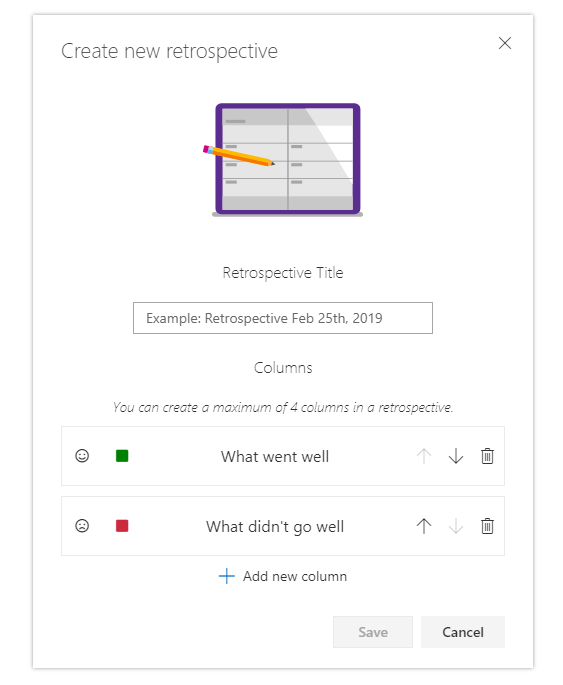 Create new retrospective
Retrospective Title
Example: Retrospective Feb 25th, 2019
Columns
You can create a maximum of 4 columns in a retrospective.
What went well
What didn't go well
Add new column
Save
Cancel